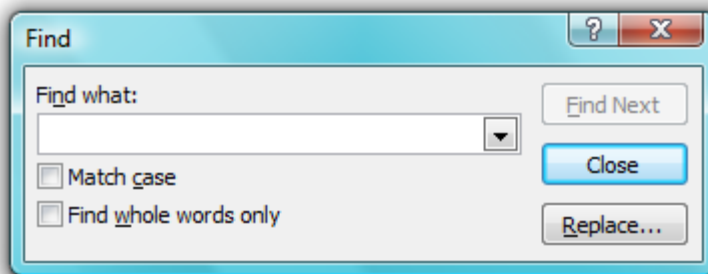 Find
Find what:
Find Next
Match case
Close
Find whole words only
Replace...